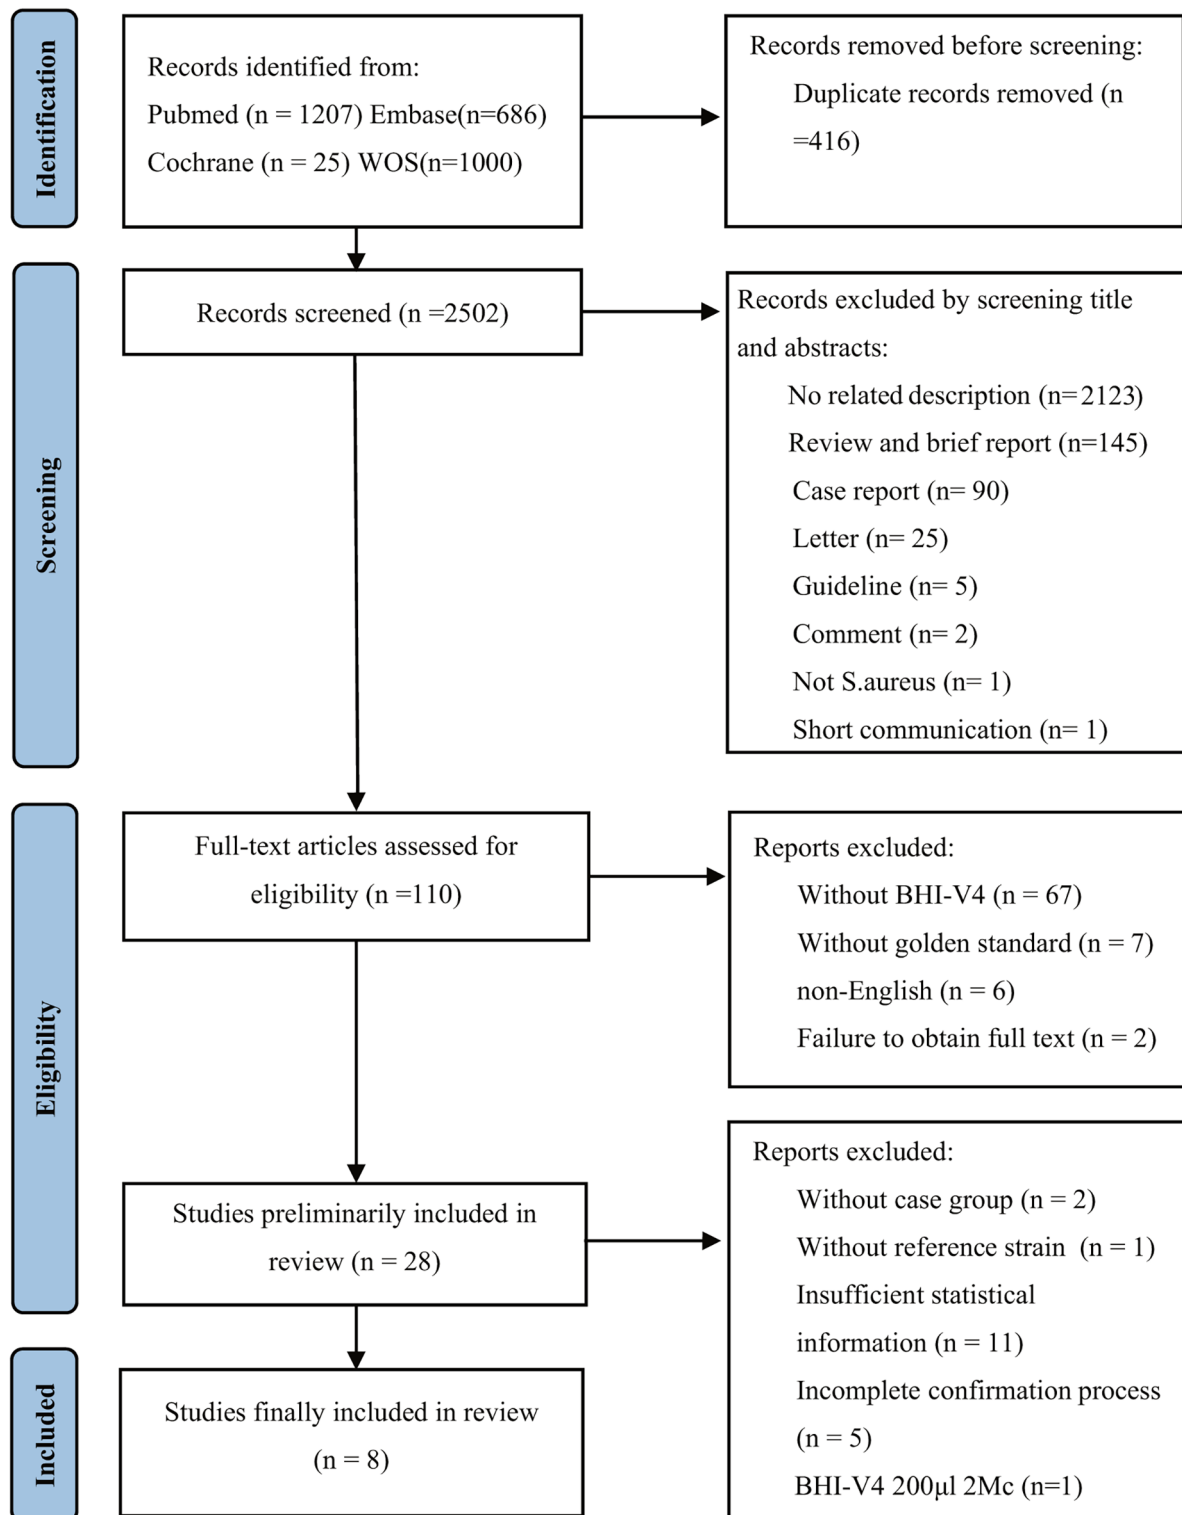 Identification
Records identified from:
Pubmed (n = 1207) Embase(n=686)
Cochrane (n = 25) WOS(n=1000)
Records removed before screening:
Duplicate records removed (n
=416)
Screening
Records screened (n =2502)
Records excluded by screening title
and abstracts:
No related description (n=2123)
Review and brief report (n=145)
Case report (n= 90)
Letter (n= 25)
Guideline (n= 5)
Comment (n= 2)
Not S.aureus (n= 1)
Short communication (n= 1)
Eligibility
Full-text articles assessed for
eligibility (n =110)
Reports excluded:
Without BHI-V4 (n = 67)
Without golden standard (n = 7)
non-English (n = 6)
Failure to obtain full text (n = 2)
Studies preliminarily included in
review (n = 28)
Reports excluded:
Without case group (n = 2)
Without reference strain (n = 1)
Insufficient statistical
information (n = 11)
Incomplete confirmation process
(n = 5)
BHI-V4 200μl 2Mc (n=1)
Included
Studies finally included in review
(n = 8)